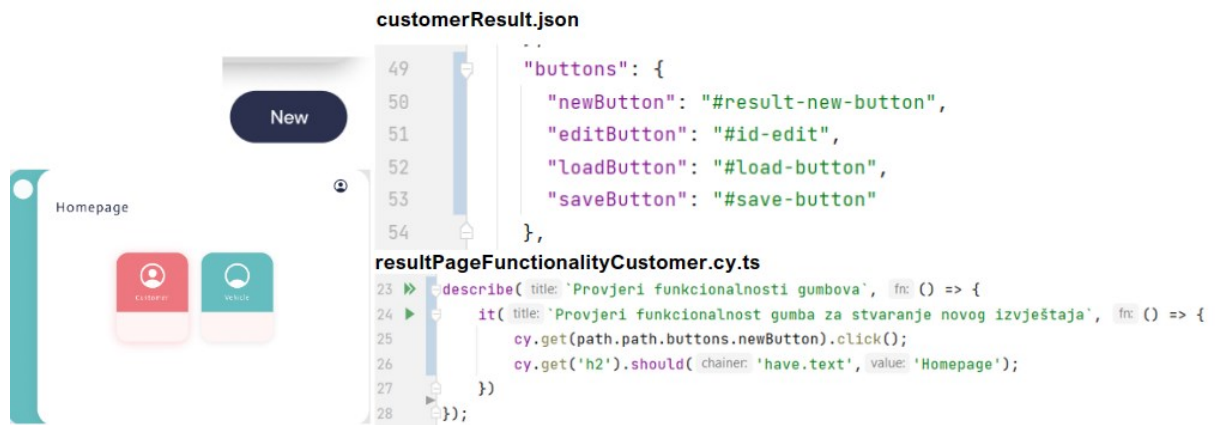 customerResult.json
New
49 "buttons": {
50 "newButton": "#result-new-button",
51 "editButton": "#id-edit",
52 "loadButton": "#load-button",
53 "saveButton": "#save-button"
54 },
Homepage
Customer
Vehicle
resultPageFunctionalityCustomer.cy.ts
23 describe( title: `Provjeri funkcionalnosti gumbova`, fn: () => {
24 it( title: `Provjeri funkcionalnost gumba za stvaranje novog izvještaja`, fn: () => {
25 cy.get(path.path.buttons.newButton).click();
26 cy.get('h2').should( chainer: 'have.text', value: 'Homepage');
27 })
28 });